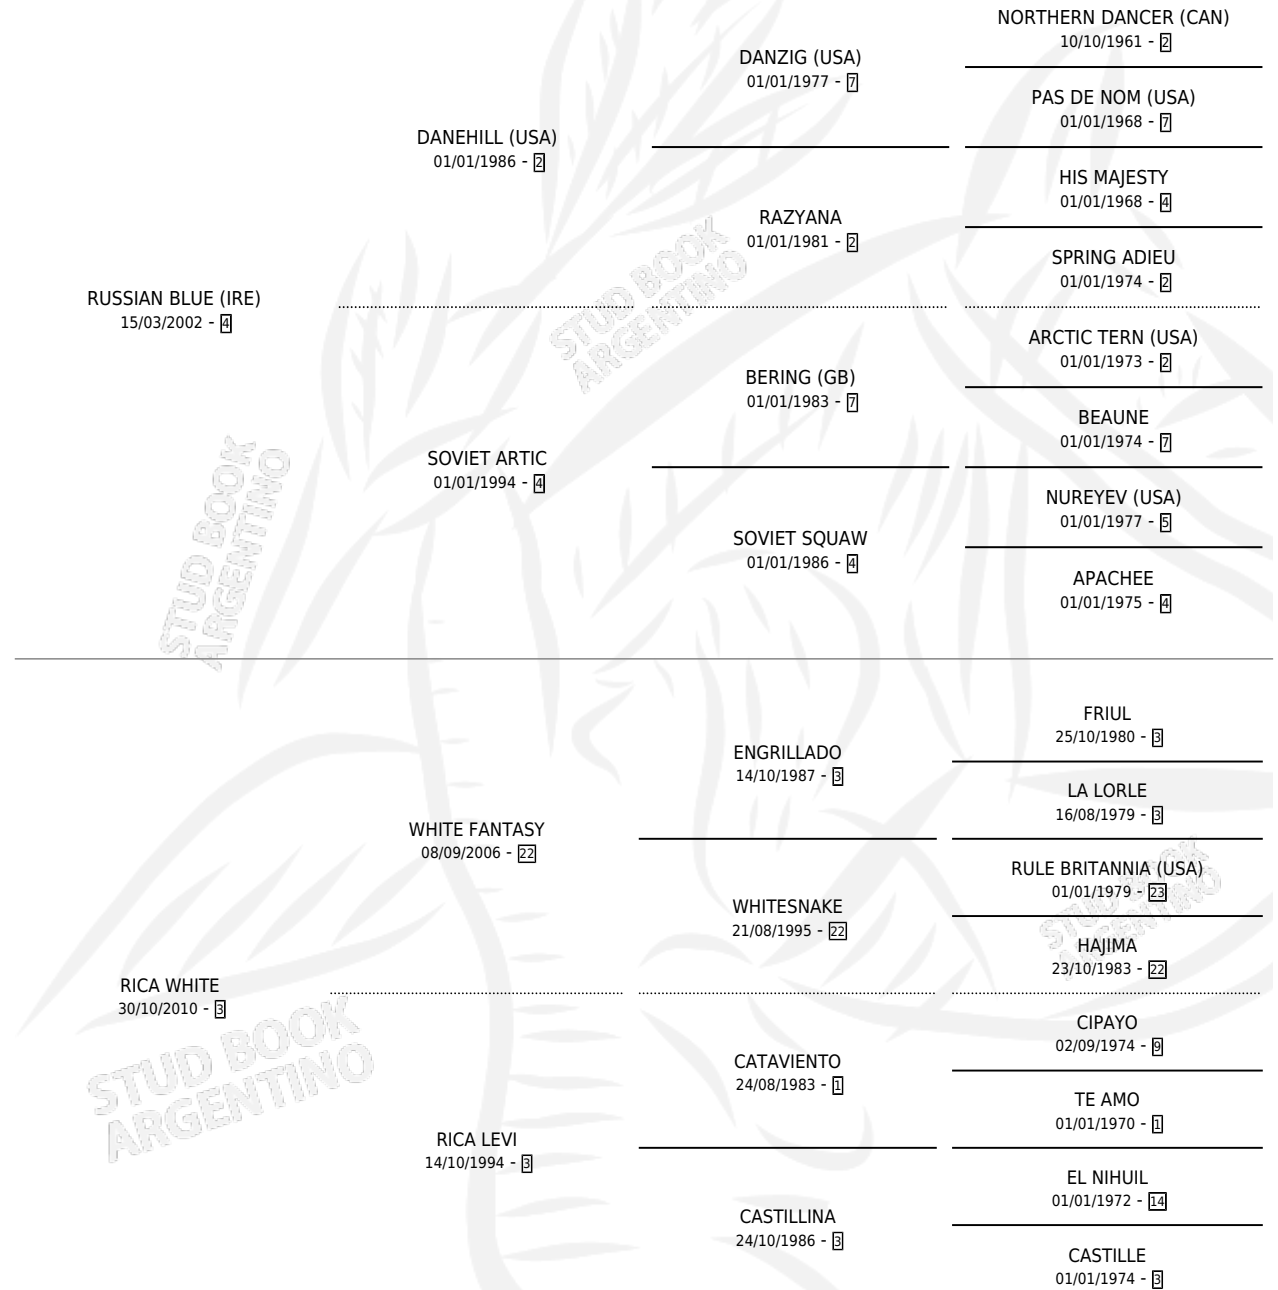 NORTHERN DANCER (CAN)
10/10/1961 - 2
DANZIG (USA)
01/01/1977 - 7
PAS DE NOM (USA)
01/01/1968 - 7
DANEHILL (USA)
01/01/1986 - 2
HIS MAJESTY
01/01/1968 - 4
RAZYANA
01/01/1981 - 2
SPRING ADIEU
01/01/1974 - 2
RUSSIAN BLUE (IRE)
15/03/2002 - 4
ARCTIC TERN (USA)
01/01/1973 - 2
BERING (GB)
01/01/1983 - 7
BEAUNE
01/01/1974 - 7
SOVIET ARTIC
01/01/1994 - 4
NUREYEV (USA)
01/01/1977 - 5
SOVIET SQUAW
01/01/1986 - 4
APACHEE
01/01/1975 - 4
FRIUL
25/10/1980 - 3
ENGRILLADO
14/10/1987 - 3
LA LORLE
16/08/1979 - 3
WHITE FANTASY
08/09/2006 - 22
RULE BRITANNIA (USA)
01/01/1979 - 23
WHITESNAKE
21/08/1995 - 22
HAJIMA
23/10/1983 - 22
RICA WHITE
30/10/2010 - 3
CIPAYO
02/09/1974 - 9
CATAVIENTO
24/08/1983 - 1
TE AMO
01/01/1970 - 1
RICA LEVI
14/10/1994 - 3
EL NIHUIL
01/01/1972 - 14
CASTILLINA
24/10/1986 - 3
CASTILLE
01/01/1974 - 3
STUD BOOK
ARGENTINO
STUD BOOK
ARGENTINO
STUD BOOK
ARGENTINO
STUD BOOK
ARGENTINO